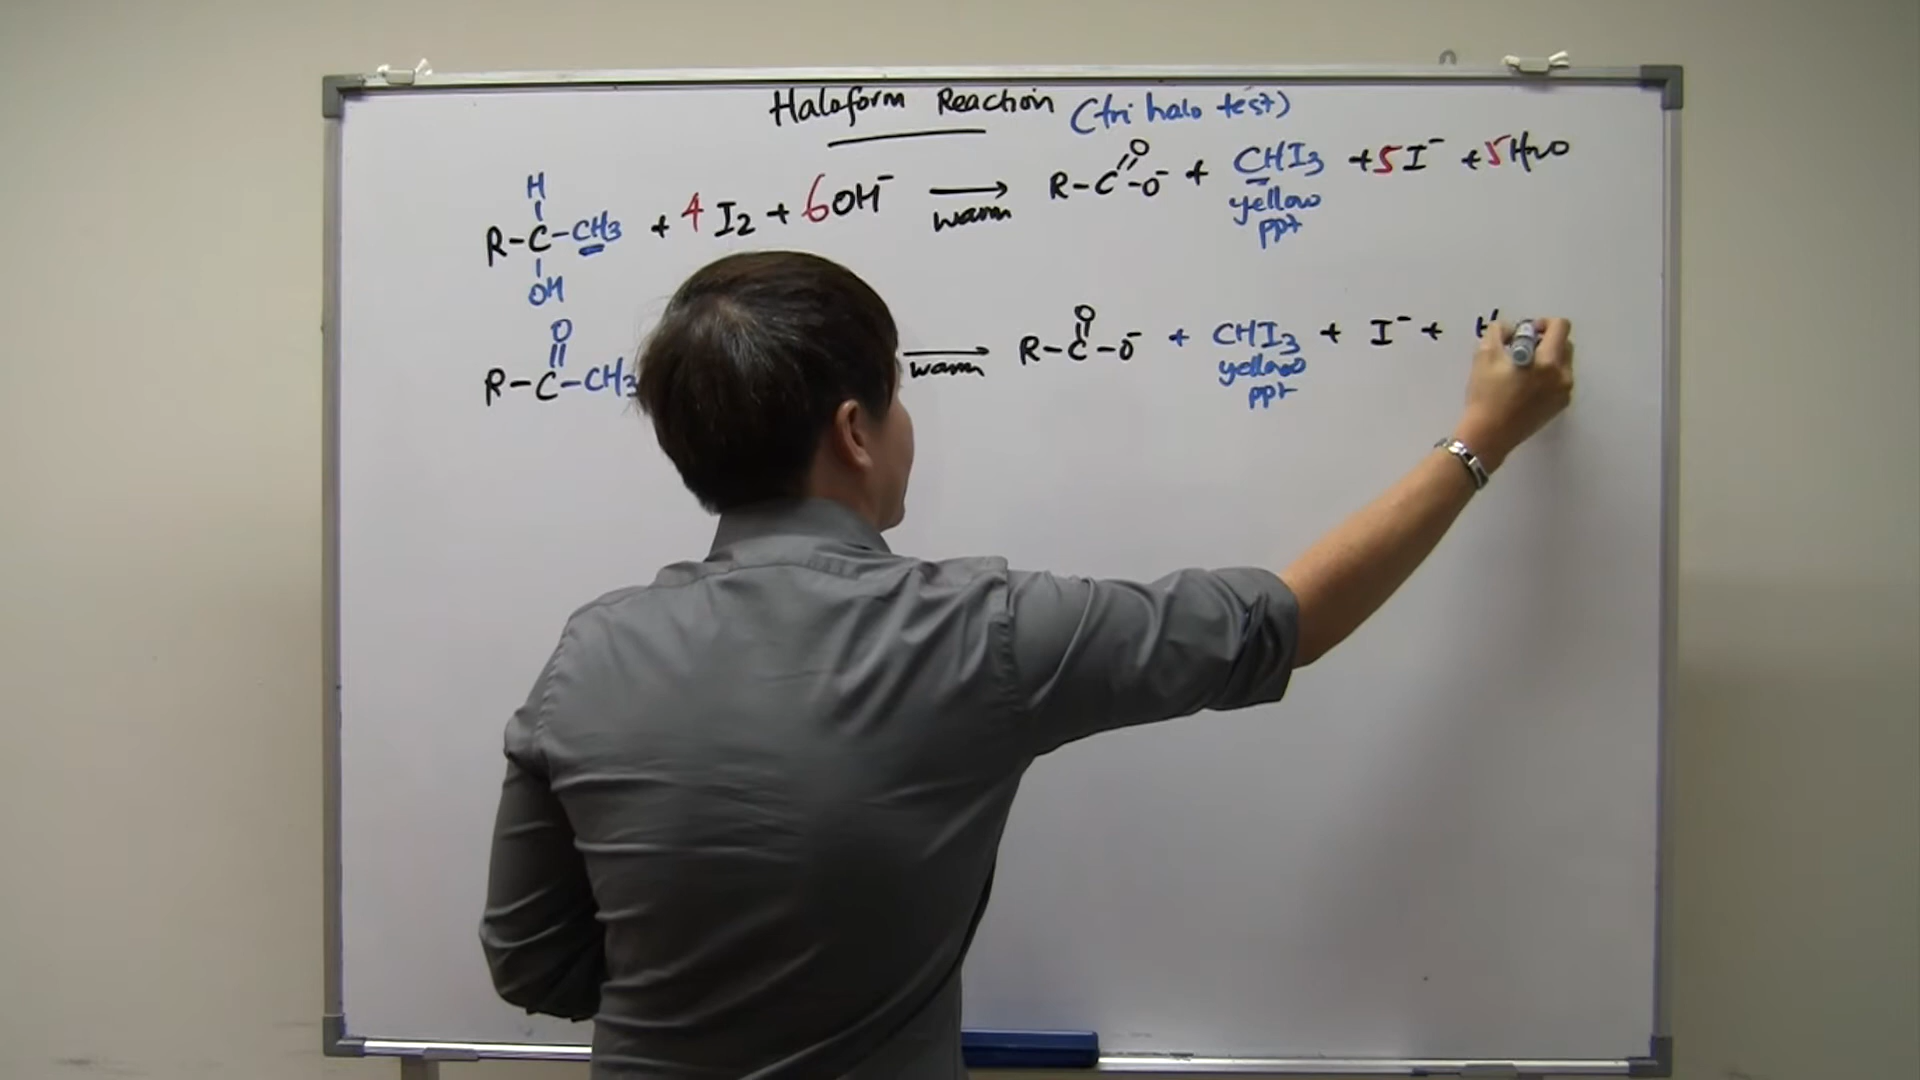 Haloform Reaction (tri halo test)
H
R-C-CH3 + 4 I2 + 6OH⁻ → R-C-O⁻ + CHI3 + 5I⁻ + 5H2O
O
warm
yellow
ppt
OH
O
R-C-CH3 → R-C-O⁻ + CHI3 + I⁻ + H
O
warm
yellow
ppt